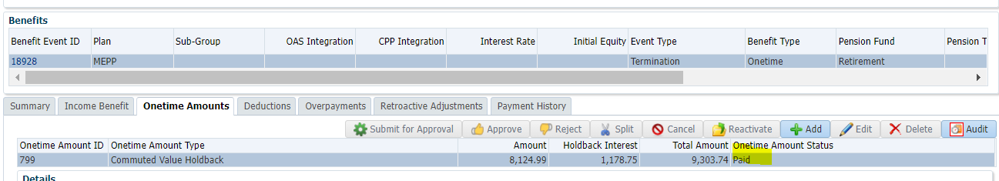 Benefits
Benefit Event ID Plan Sub-Group OAS Integration CPP Integration Interest Rate Initial Equity Event Type Benefit Type Pension Fund Pension T
18928 MEPP Termination Onetime Retirement
Summary Income Benefit Onetime Amounts Deductions Overpayments Retroactive Adjustments Payment History
Submit for Approval Approve Reject Split Cancel Reactivate Add Edit Delete Audit
Onetime Amount ID Onetime Amount Type Amount Holdback Interest Total Amount Onetime Amount Status
799 Commuted Value Holdback 8,124.99 1,178.75 9,303.74 Paid
Details